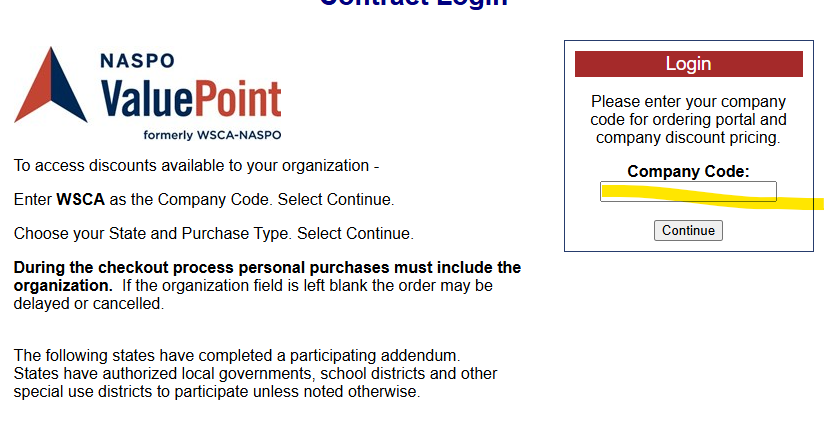 Contract Login
NASPO
ValuePoint
formerly WSCA-NASPO
To access discounts available to your organization -
Enter WSCA as the Company Code. Select Continue.
Choose your State and Purchase Type. Select Continue.
During the checkout process personal purchases must include the
organization.  If the organization field is left blank the order may be
delayed or cancelled.
The following states have completed a participating addendum.
States have authorized local governments, school districts and other
special use districts to participate unless noted otherwise.
Login
Please enter your company
code for ordering portal and
company discount pricing.
Company Code:
Continue